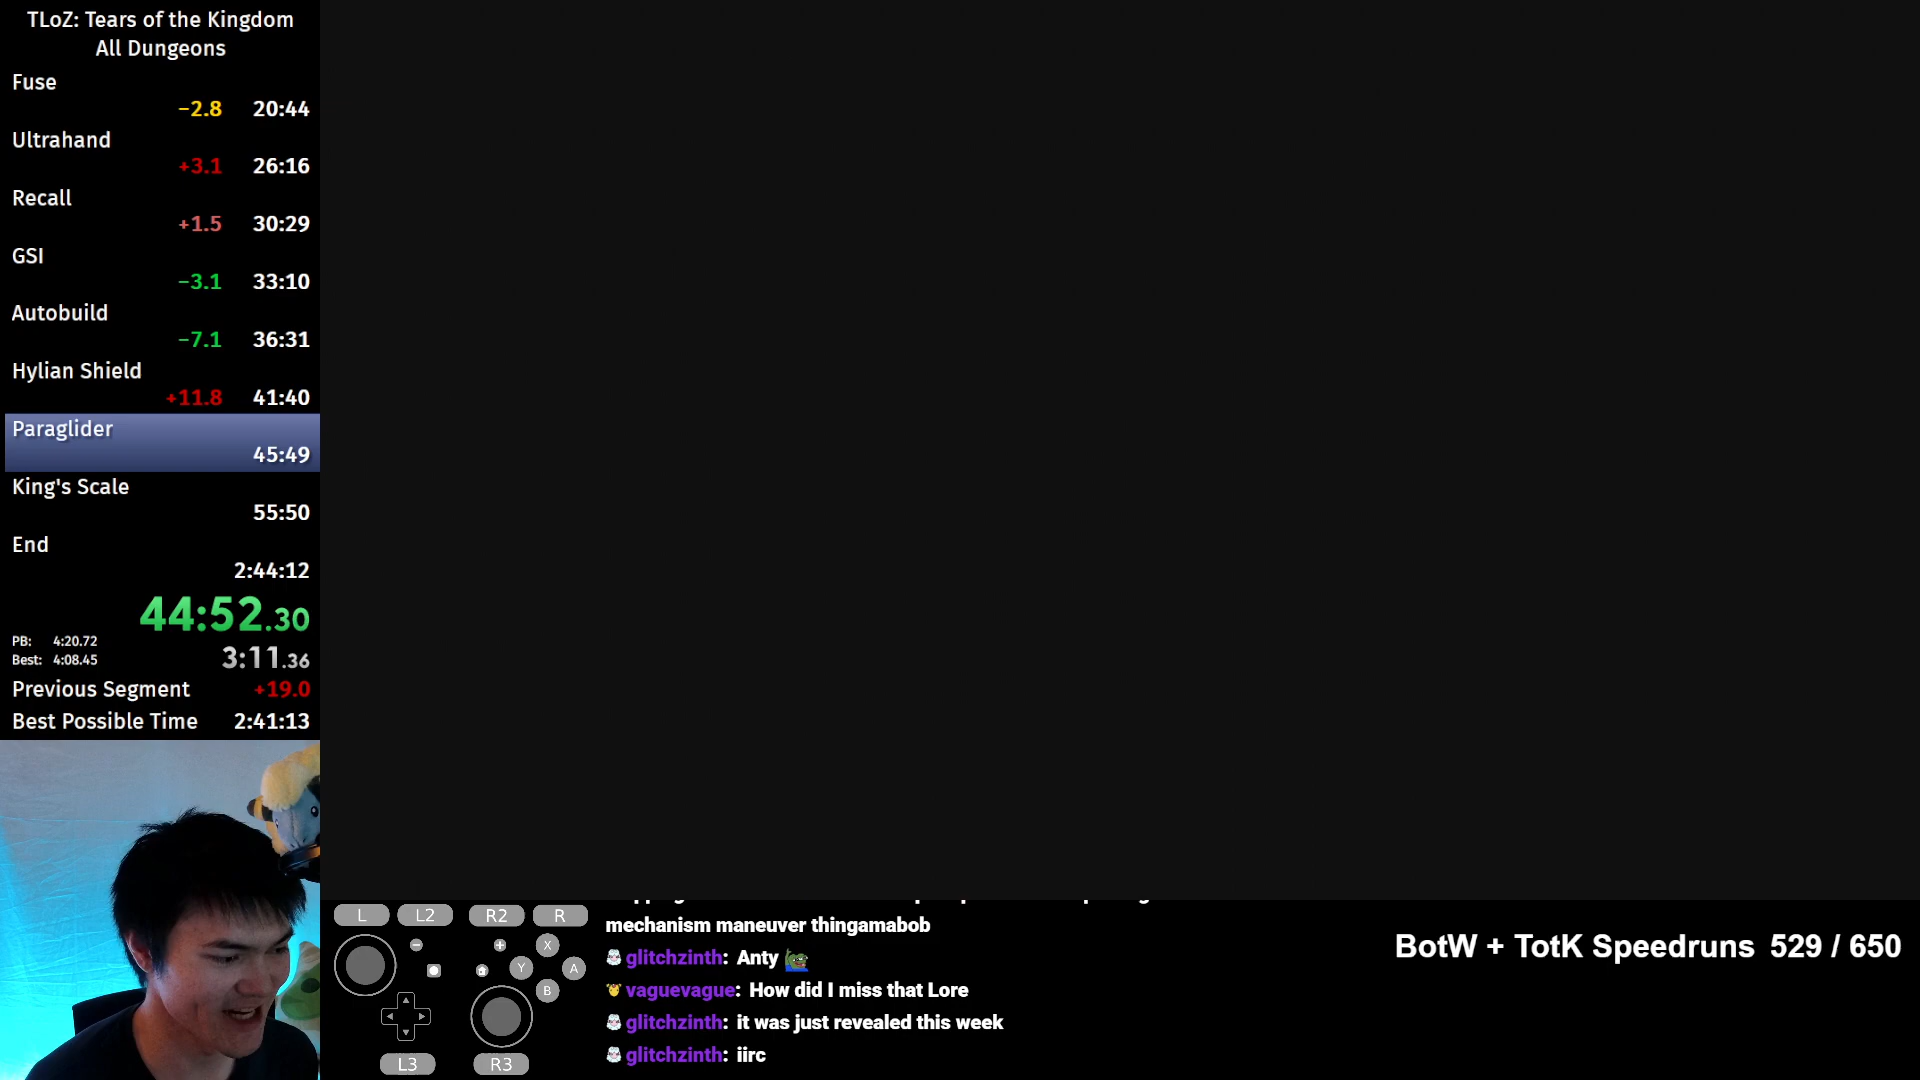 TLoZ: Tears of the Kingdom
All Dungeons
Fuse
−2.8 20:44
Ultrahand
+3.1 26:16
Recall
+1.5 30:29
GSI
−3.1 33:10
Autobuild
−7.1 36:31
Hylian Shield
+11.8 41:40
Paraglider
45:49
King's Scale
55:50
End
2:44:12
44:52.30
PB: 4:20.72
Best: 4:08.45
3:11.36
Previous Segment +19.0
Best Possible Time 2:41:13
L L2 R2 R
X
Y A
B
L3 R3
mechanism maneuver thingamabob
glitchzinth: Anty
vaguevague: How did I miss that Lore
glitchzinth: it was just revealed this week
glitchzinth: iirc
BotW + TotK Speedruns 529 / 650